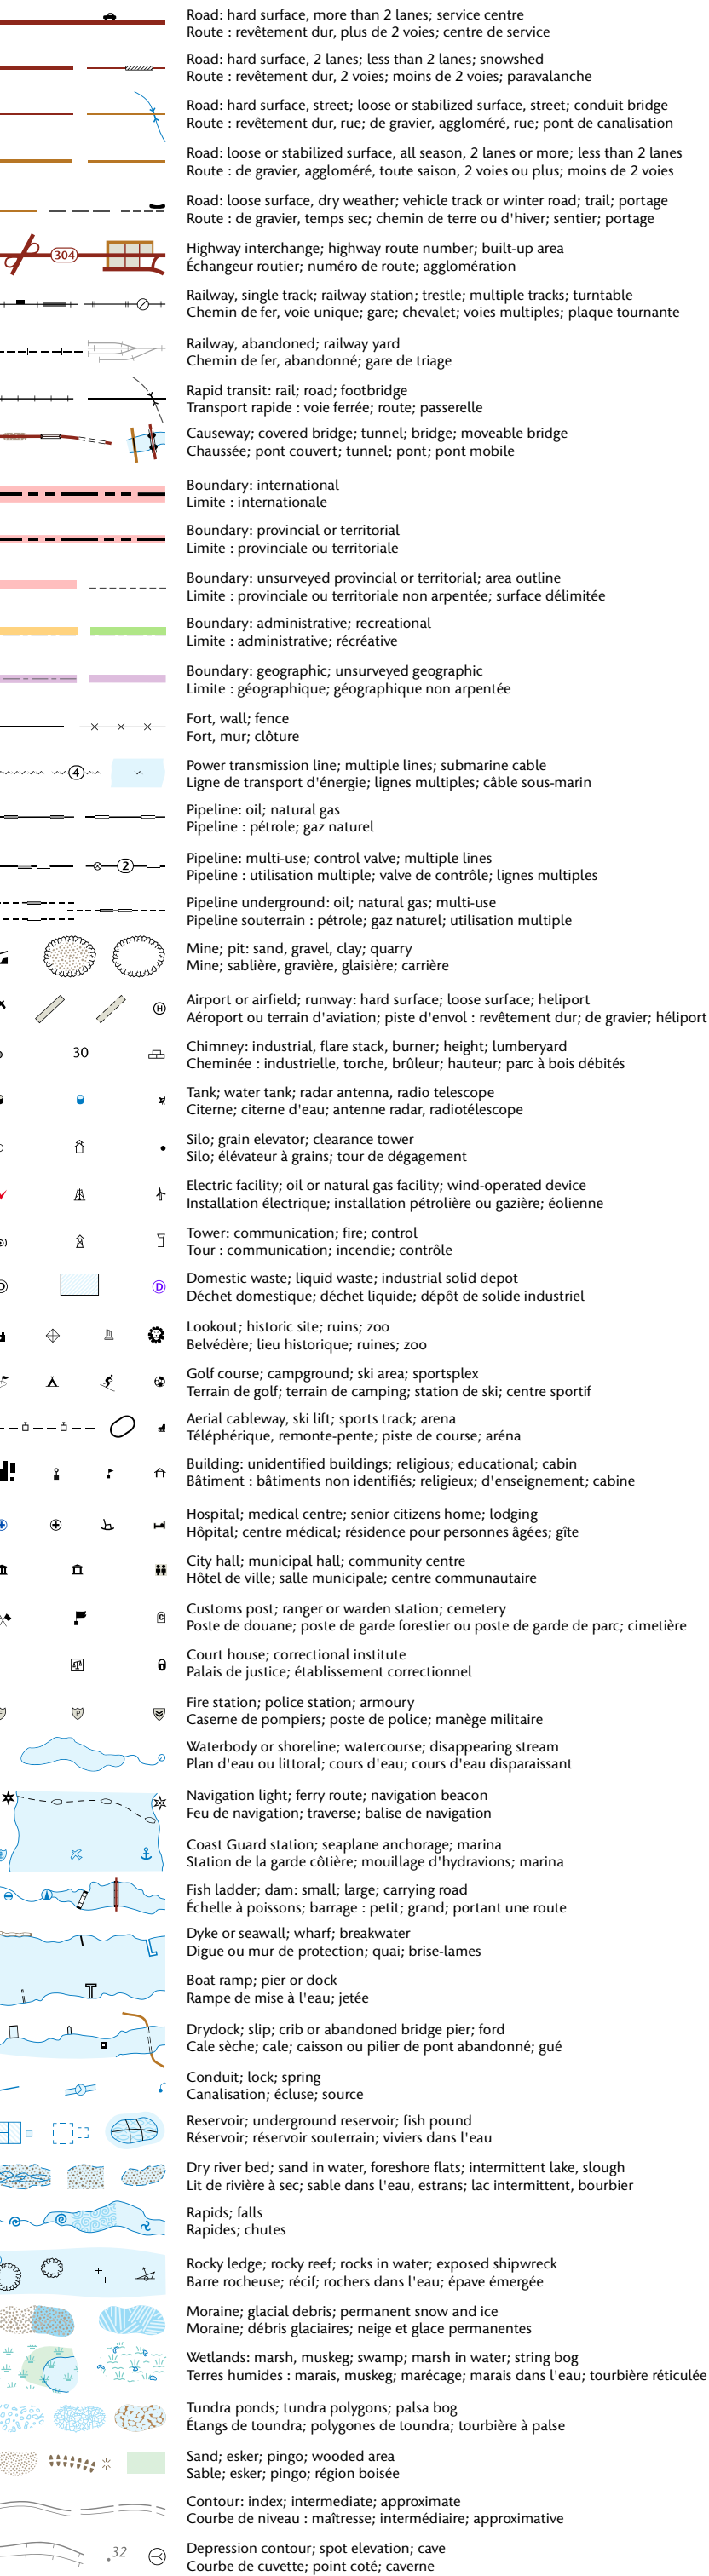 Road: hard surface, more than 2 lanes; service centre
Route : revêtement dur, plus de 2 voies; centre de service
Road: hard surface, 2 lanes; less than 2 lanes; snowshed
Route : revêtement dur, 2 voies; moins de 2 voies; paravalanche
Road: hard surface, street; loose or stabilized surface, street; conduit bridge
Route : revêtement dur, rue; de gravier, aggloméré, rue; pont de canalisation
Road: loose or stabilized surface, all season, 2 lanes or more; less than 2 lanes
Route : de gravier, aggloméré, toute saison, 2 voies ou plus; moins de 2 voies
Road: loose surface, dry weather; vehicle track or winter road; trail; portage
Route : de gravier, temps sec; chemin de terre ou d'hiver; sentier; portage
304
Highway interchange; highway route number; built-up area
Échangeur routier; numéro de route; agglomération
Railway, single track; railway station; trestle; multiple tracks; turntable
Chemin de fer, voie unique; gare; chevalet; voies multiples; plaque tournante
Railway, abandoned; railway yard
Chemin de fer, abandonné; gare de triage
Rapid transit: rail; road; footbridge
Transport rapide : voie ferrée; route; passerelle
Causeway; covered bridge; tunnel; bridge; moveable bridge
Chaussée; pont couvert; tunnel; pont; pont mobile
Boundary: international
Limite : internationale
Boundary: provincial or territorial
Limite : provinciale ou territoriale
Boundary: unsurveyed provincial or territorial; area outline
Limite : provinciale ou territoriale non arpentée; surface délimitée
Boundary: administrative; recreational
Limite : administrative; récréative
Boundary: geographic; unsurveyed geographic
Limite : géographique; géographique non arpentée
Fort, wall; fence
Fort, mur; clôture
4
Power transmission line; multiple lines; submarine cable
Ligne de transport d'énergie; lignes multiples; câble sous-marin
Pipeline: oil; natural gas
Pipeline : pétrole; gaz naturel
2
Pipeline: multi-use; control valve; multiple lines
Pipeline : utilisation multiple; valve de contrôle; lignes multiples
Pipeline underground: oil; natural gas; multi-use
Pipeline souterrain : pétrole; gaz naturel; utilisation multiple
Mine; pit: sand, gravel, clay; quarry
Mine; sablière, gravière, glaisière; carrière
H
Airport or airfield; runway: hard surface; loose surface; heliport
Aéroport ou terrain d'aviation; piste d'envol : revêtement dur; de gravier; héliport
30
Chimney: industrial, flare stack, burner; height; lumberyard
Cheminée : industrielle, torche, brûleur; hauteur; parc à bois débités
Tank; water tank; radar antenna, radio telescope
Citerne; citerne d'eau; antenne radar, radiotélescope
Silo; grain elevator; clearance tower
Silo; élévateur à grains; tour de dégagement
Electric facility; oil or natural gas facility; wind-operated device
Installation électrique; installation pétrolière ou gazière; éolienne
Tower: communication; fire; control
Tour : communication; incendie; contrôle
D
D
Domestic waste; liquid waste; industrial solid depot
Déchet domestique; déchet liquide; dépôt de solide industriel
Lookout; historic site; ruins; zoo
Belvédère; lieu historique; ruines; zoo
Golf course; campground; ski area; sportsplex
Terrain de golf; terrain de camping; station de ski; centre sportif
Aerial cableway, ski lift; sports track; arena
Téléphérique, remonte-pente; piste de course; aréna
Building: unidentified buildings; religious; educational; cabin
Bâtiment : bâtiments non identifiés; religieux; d'enseignement; cabine
Hospital; medical centre; senior citizens home; lodging
Hôpital; centre médical; résidence pour personnes âgées; gîte
City hall; municipal hall; community centre
Hôtel de ville; salle municipale; centre communautaire
C
Customs post; ranger or warden station; cemetery
Poste de douane; poste de garde forestier ou poste de garde de parc; cimetière
Court house; correctional institute
Palais de justice; établissement correctionnel
F
P
Fire station; police station; armoury
Caserne de pompiers; poste de police; manège militaire
Waterbody or shoreline; watercourse; disappearing stream
Plan d'eau ou littoral; cours d'eau; cours d'eau disparaissant
Navigation light; ferry route; navigation beacon
Feu de navigation; traverse; balise de navigation
Coast Guard station; seaplane anchorage; marina
Station de la garde côtière; mouillage d'hydravions; marina
Fish ladder; dam: small; large; carrying road
Échelle à poissons; barrage : petit; grand; portant une route
Dyke or seawall; wharf; breakwater
Digue ou mur de protection; quai; brise-lames
Boat ramp; pier or dock
Rampe de mise à l'eau; jetée
Drydock; slip; crib or abandoned bridge pier; ford
Cale sèche; cale; caisson ou pilier de pont abandonné; gué
Conduit; lock; spring
Canalisation; écluse; source
Reservoir; underground reservoir; fish pound
Réservoir; réservoir souterrain; viviers dans l'eau
Dry river bed; sand in water, foreshore flats; intermittent lake, slough
Lit de rivière à sec; sable dans l'eau, estrans; lac intermittent, bourbier
Rapids; falls
Rapides; chutes
Rocky ledge; rocky reef; rocks in water; exposed shipwreck
Barre rocheuse; récif; rochers dans l'eau; épave émergée
Moraine; glacial debris; permanent snow and ice
Moraine; débris glaciaires; neige et glace permanentes
Wetlands: marsh, muskeg; swamp; marsh in water; string bog
Terres humides : marais, muskeg; marécage; marais dans l'eau; tourbière réticulée
Tundra ponds; tundra polygons; palsa bog
Étangs de toundra; polygones de toundra; tourbière à palse
Sand; esker; pingo; wooded area
Sable; esker; pingo; région boisée
Contour: index; intermediate; approximate
Courbe de niveau : maîtresse; intermédiaire; approximative
.32
Depression contour; spot elevation; cave
Courbe de cuvette; point coté; caverne